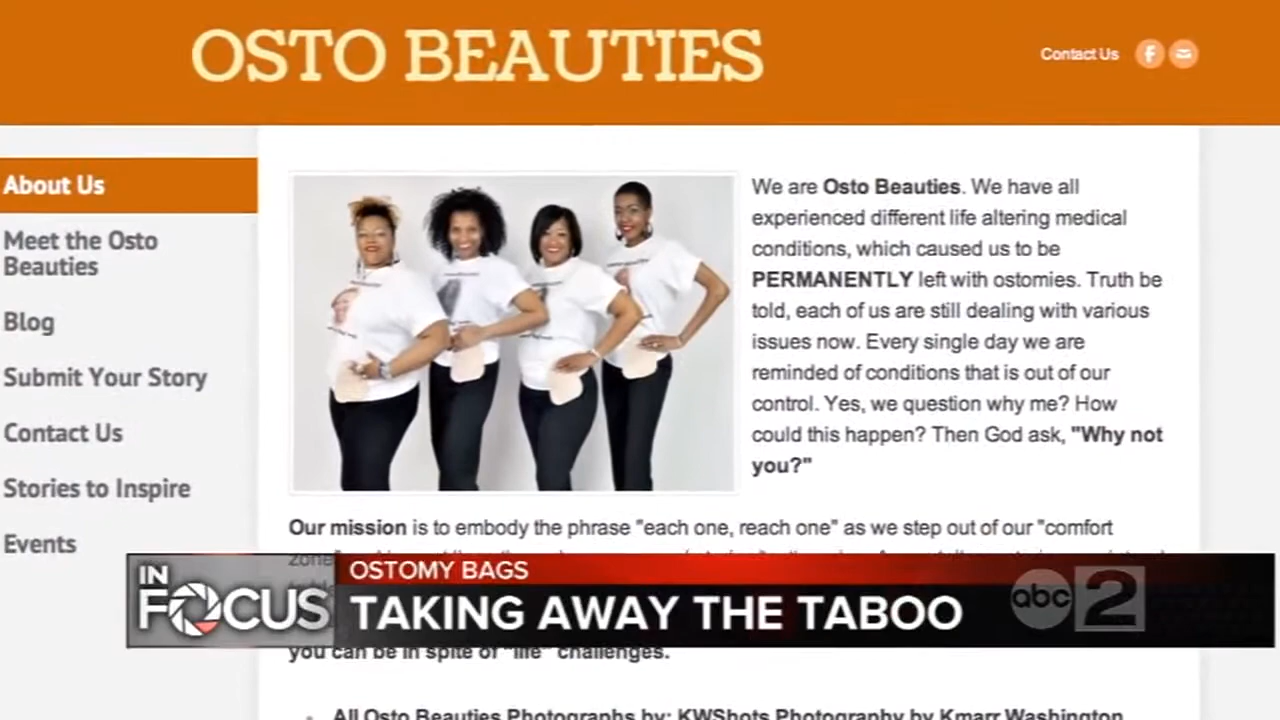 OSTO BEAUTIES
Contact Us
About Us
Meet the Osto
Beauties
Blog
Submit Your Story
Contact Us
Stories to Inspire
Events
We are Osto Beauties. We have all
experienced different life altering medical
conditions, which caused us to be
PERMANENTLY left with ostomies. Truth be
told, each of us are still dealing with various
issues now. Every single day we are
reminded of conditions that is out of our
control. Yes, we question why me? How
could this happen? Then God ask, "Why not
you?"
Our mission is to embody the phrase "each one, reach one" as we step out of our "comfort
IN
FOCUS
OSTOMY BAGS
TAKING AWAY THE TABOO
abc 2
you can be in spite of "life" challenges.
All Osto Beauties Photographs by: KWShots Photography by Kmarr Washington